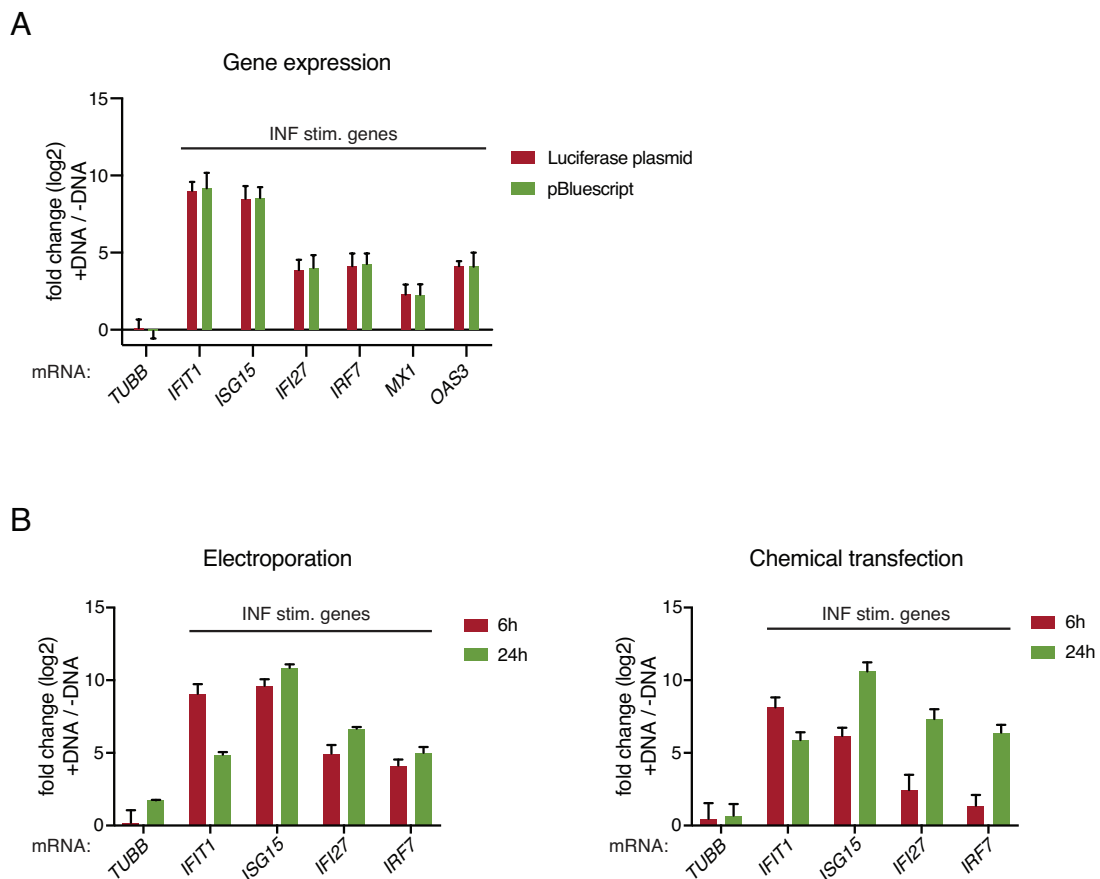 A
Gene expression
fold change (log2)
+DNA / -DNA
15
10
5
0
INF stim. genes
Luciferase plasmid
pBluescript
mRNA:
TUBB
IFIT1
ISG15
IFI27
IRF7
MX1
OAS3
B
Electroporation
fold change (log2)
+DNA / -DNA
15
10
5
0
INF stim. genes
6h
24h
mRNA:
TUBB
IFIT1
ISG15
IFI27
IRF7
Chemical transfection
fold change (log2)
+DNA / -DNA
15
10
5
0
INF stim. genes
6h
24h
mRNA:
TUBB
IFIT1
ISG15
IFI27
IRF7